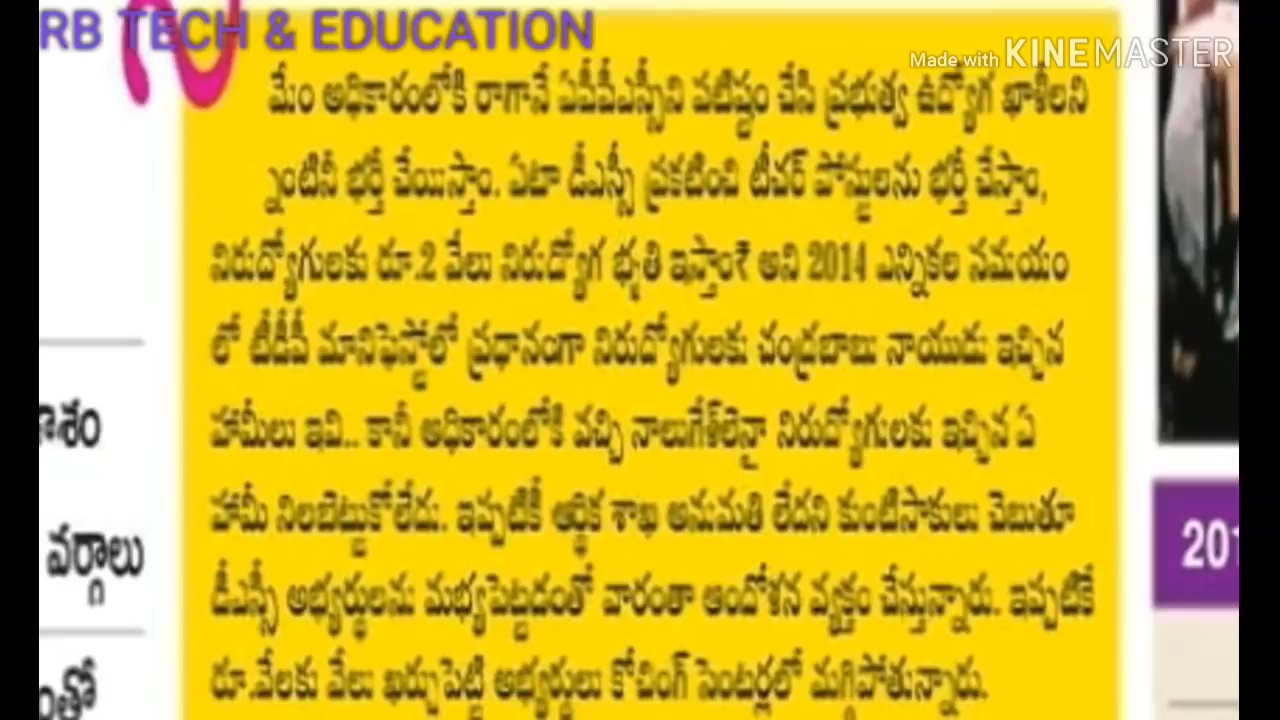 RB TECH & EDUCATION
Made with KINEMASTER
మేం అధికారంలోకి రాగానే ఏపీపీఎస్సీని పటిష్టం చేసి ప్రభుత్వ ఉద్యోగ ఖాళీలని
్నంటినీ భర్తీ చేయిస్తాం. ఏటా డీఎస్సీ ప్రకటించి టీచర్ పోస్టులను భర్తీ చేస్తాం,
నిరుద్యోగులకు రూ.2 వేలు నిరుద్యోగ భృతి ఇస్తాం₹ అని 2014 ఎన్నికల సమయం
లో టీడీపీ మానిఫెస్టోలో ప్రధానంగా నిరుద్యోగులకు చంద్రబాబు నాయుడు ఇచ్చిన
హామీలు ఇవి.. కానీ అధికారంలోకి వచ్చి నాలుగేళ్లైనా నిరుద్యోగులకు ఇచ్చిన ఏ
హామీ నిలబెట్టుకోలేదు. ఇప్పటికీ ఆర్థిక శాఖ అనుమతి లేదని కుంటిసాకులు చెబుతూ
డీఎస్సీ అభ్యర్థులను మభ్యపెట్టడంతో వారంతా ఆందోళన వ్యక్తం చేస్తున్నారు. ఇప్పటికే
రూ.వేలకు వేలు ఖర్చుపెట్టి అభ్యర్థులు కోచింగ్ సెంటర్లలో మగ్గిపోతున్నారు.
వర్గాలు
201